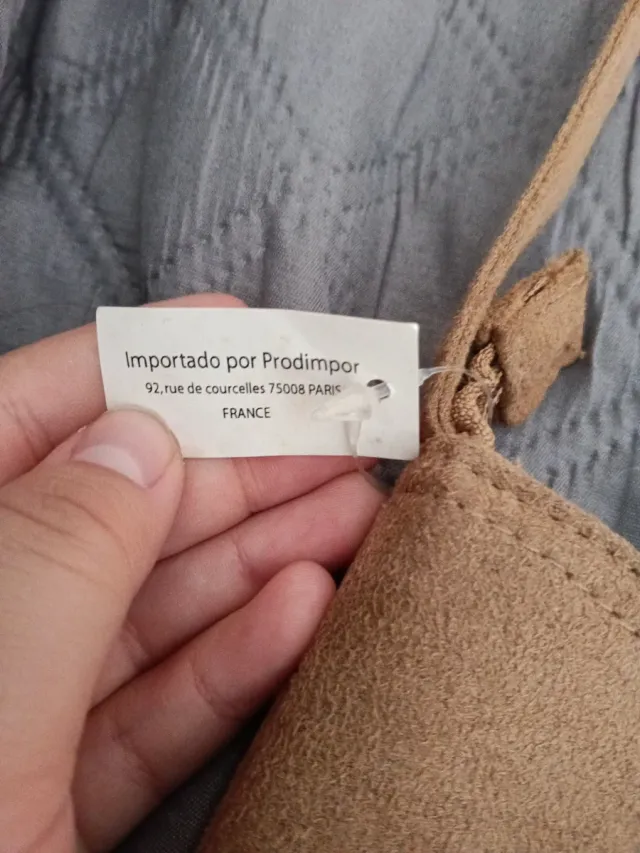 Importado por Prodimpor
92,rue de courcelles 75008 PARIS
FRANCE